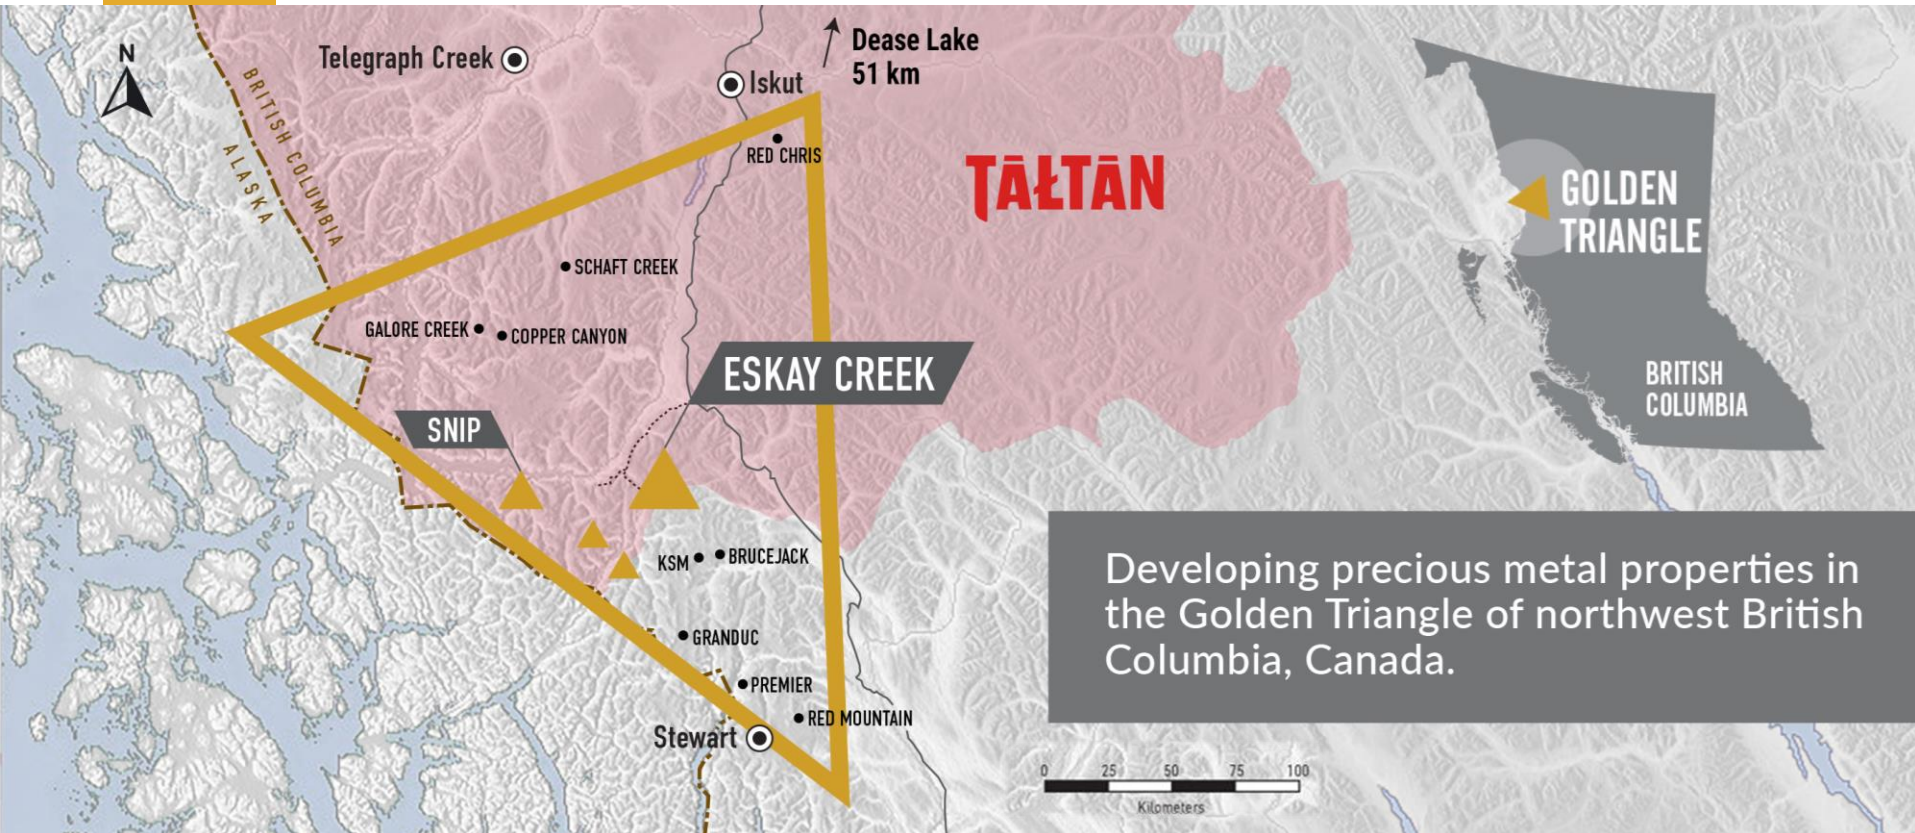 N
Telegraph Creek
Iskut
Dease Lake
51 km
BRITISH COLUMBIA
ALASKA
RED CHRIS
TĀŁTĀN
SCHAFT CREEK
GALORE CREEK
COPPER CANYON
ESKAY CREEK
SNIP
KSM
BRUCEJACK
GRANDUC
PREMIER
RED MOUNTAIN
Stewart
GOLDEN
TRIANGLE
BRITISH
COLUMBIA
Developing precious metal properties in
the Golden Triangle of northwest British
Columbia, Canada.
0 25 50 75 100
Kilometers